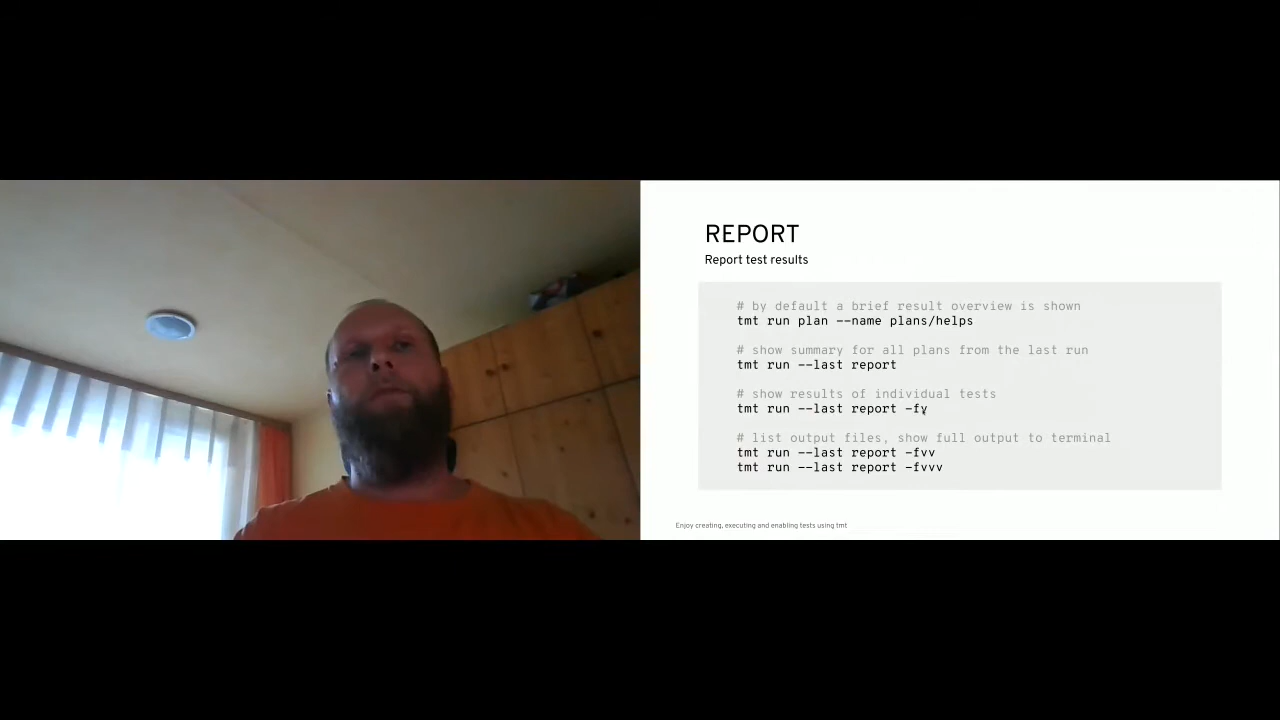 REPORT
Report test results
# by default a brief result overview is shown
tmt run plan --name plans/helps
# show summary for all plans from the last run
tmt run --last report
# show results of individual tests
tmt run --last report -fv
# list output files, show full output to terminal
tmt run --last report -fvv
tmt run --last report -fvvv
Enjoy creating, executing and enabling tests using tmt